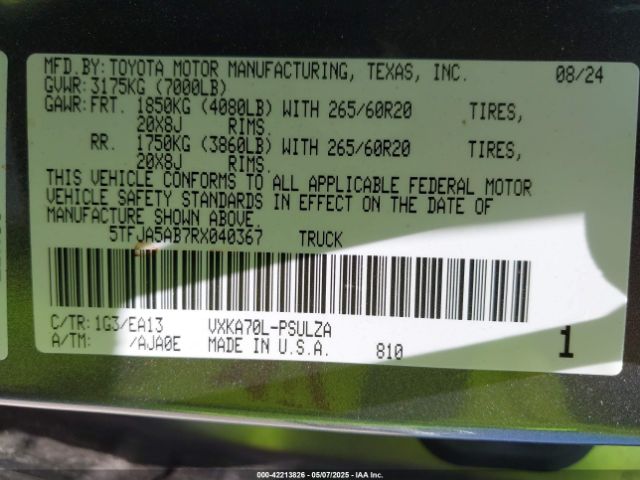 MFD.BY:TOYOTA MOTOR MANUFACTURING, TEXAS, INC. 08/24
GVWR:3175KG (7000LB)
GAWR:FRT. 1850KG (4080LB) WITH 265/60R20 TIRES,
20X8J RIMS.
RR. 1750KG (3860LB) WITH 265/60R20 TIRES,
20X8J RIMS.
THIS VEHICLE CONFORMS TO ALL APPLICABLE FEDERAL MOTOR
VEHICLE SAFETY STANDARDS IN EFFECT ON THE DATE OF
MANUFACTURE SHOWN ABOVE.
5TFJA5AB7RX040367 TRUCK
C/TR:1G3/EA13 VXKA70L-PSULZA
A/TM: /AJA0E MADE IN U.S.A. 810 1
000-42213826 - 05/07/2025 - IAA Inc.